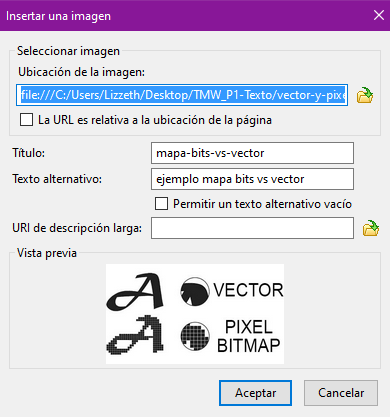 Insertar una imagen
Seleccionar imagen
Ubicación de la imagen:
file:///C:/Users/Lizzeth/Desktop/TMW_P1-Texto/vector-y-pixe
La URL es relativa a la ubicación de la página
Título:
mapa-bits-vs-vector
Texto alternativo:
ejemplo mapa bits vs vector
Permitir un texto alternativo vacío
URI de descripción larga:
Vista previa
a VECTOR
a PIXEL
BITMAP
Aceptar
Cancelar